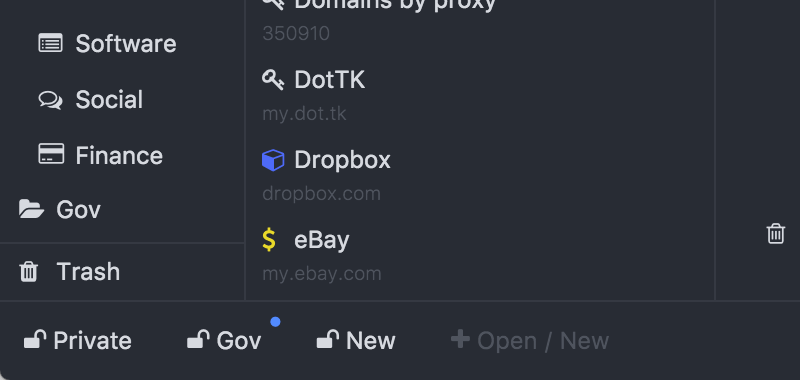 Software
Social
Finance
Gov
Trash
Domains by proxy
350910
DotTK
my.dot.tk
Dropbox
dropbox.com
eBay
my.ebay.com
Private
Gov
New
Open / New